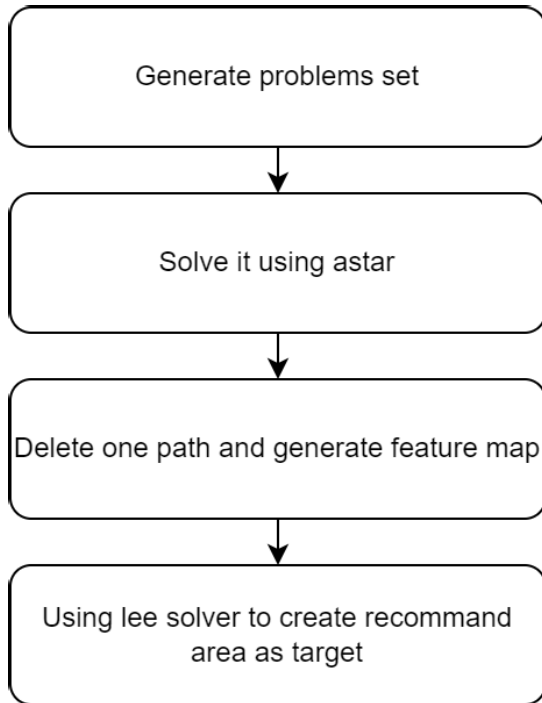 Generate problems set
Solve it using astar
Delete one path and generate feature map
Using lee solver to create recommand
area as target